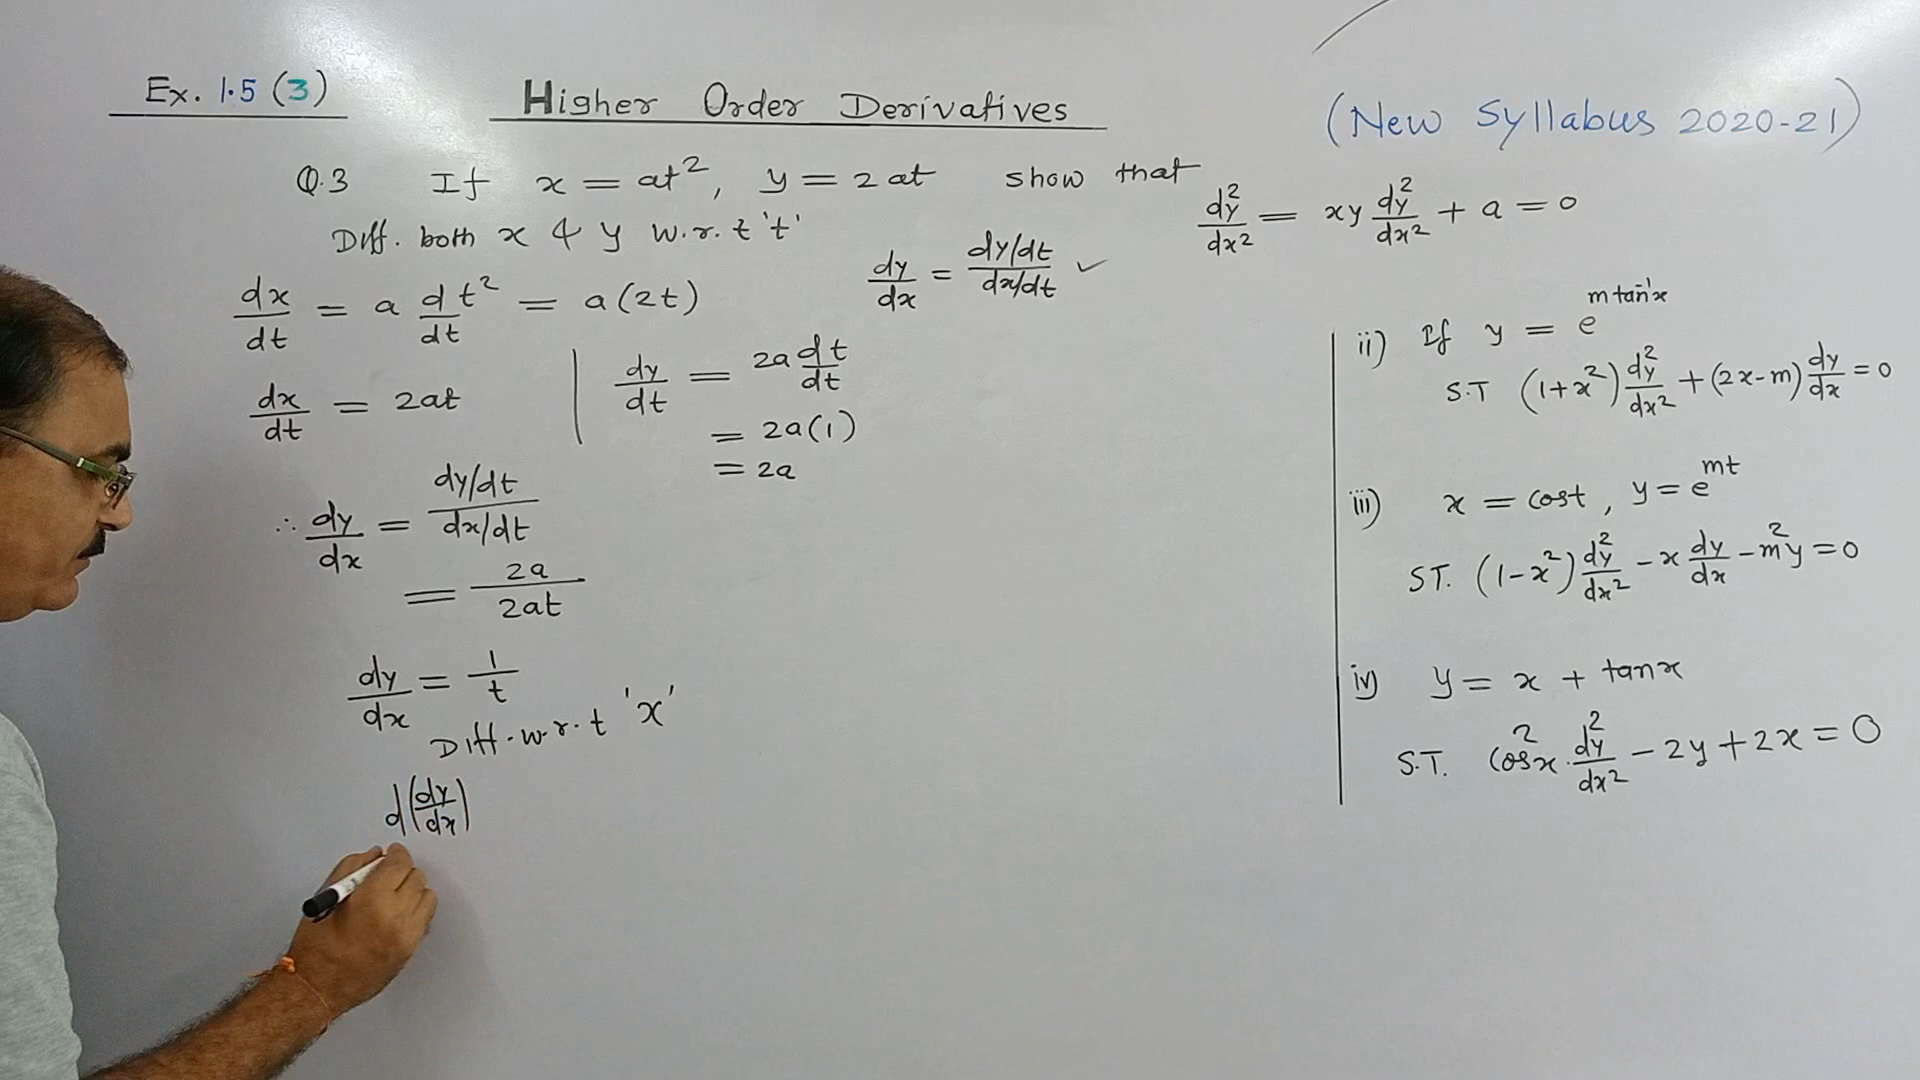 Ex. 1.5 (3)
Higher Order Derivatives
(New Syllabus 2020-21)
Q.3 If x = at², y = 2at show that
d²y/dx² = xy d²y/dx² + a = 0
Diff. both x & y w.r.t 't'
dy/dx = (dy/dt)/(dx/dt) ✓
dx/dt = a d/dt t² = a(2t)
dx/dt = 2at
dy/dt = 2a dt/dt
= 2a(1)
= 2a
∴ dy/dx = (dy/dt)/(dx/dt)
= 2a/2at
dy/dx = 1/t
Diff. w.r.t 'x'
d(dy/dx)
ii) If y = e^(m tan⁻¹x)
S.T (1+x²) d²y/dx² + (2x-m) dy/dx = 0
iii) x = cost, y = e^(mt)
S.T. (1-x²) d²y/dx² - x dy/dx - m²y = 0
iv) y = x + tanx
S.T. cos²x. d²y/dx² - 2y + 2x = 0